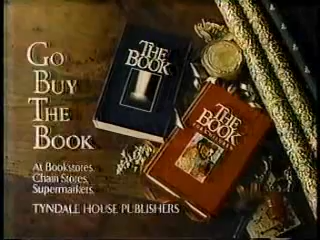 GO
BUY
THE
BOOK
At Bookstores,
Chain Stores,
Supermarkets.
TYNDALE HOUSE PUBLISHERS
THE
BOOK
THE
BOOK